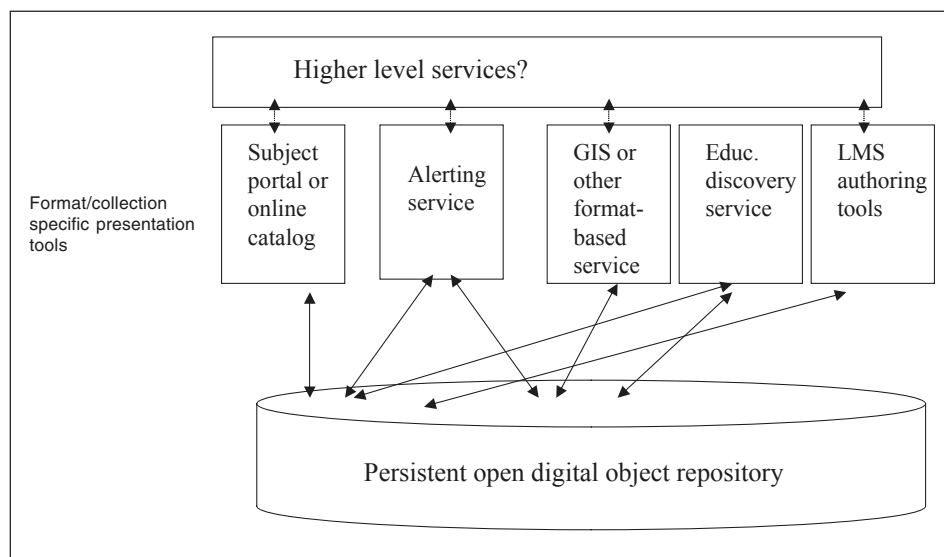 Higher level services?
Subject
portal or
online
catalog
Alerting
service
GIS or
other
format-
based
service
Educ.
discovery
service
LMS
authoring
tools
Format/collection
specific presentation
tools
Persistent open digital object repository